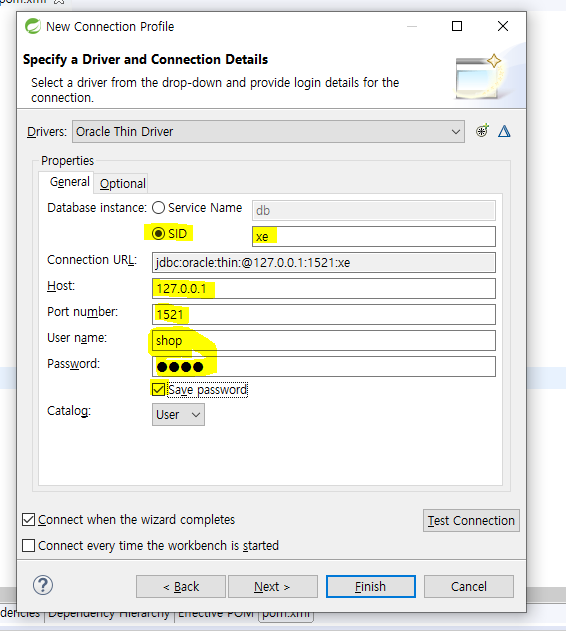 pom.xml
New Connection Profile
Specify a Driver and Connection Details
Select a driver from the drop-down and provide login details for the
connection.
Drivers: Oracle Thin Driver
Properties
General Optional
Database instance: Service Name db
SID xe
Connection URL: jdbc:oracle:thin:@127.0.0.1:1521:xe
Host: 127.0.0.1
Port number: 1521
User name: shop
Password: ●●●●
Save password
Catalog: User
Connect when the wizard completes
Test Connection
Connect every time the workbench is started
? < Back Next > Finish Cancel
Dependency Hierarchy Effective POM pom.xml